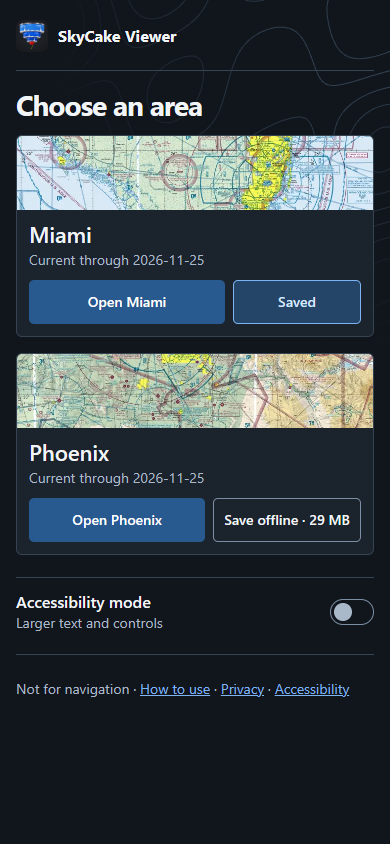 SkyCake Viewer
Choose an area
Miami
Current through 2026-11-25
Open Miami
Saved
Phoenix
Current through 2026-11-25
Open Phoenix
Save offline · 29 MB
Accessibility mode
Larger text and controls
Not for navigation · How to use · Privacy · Accessibility